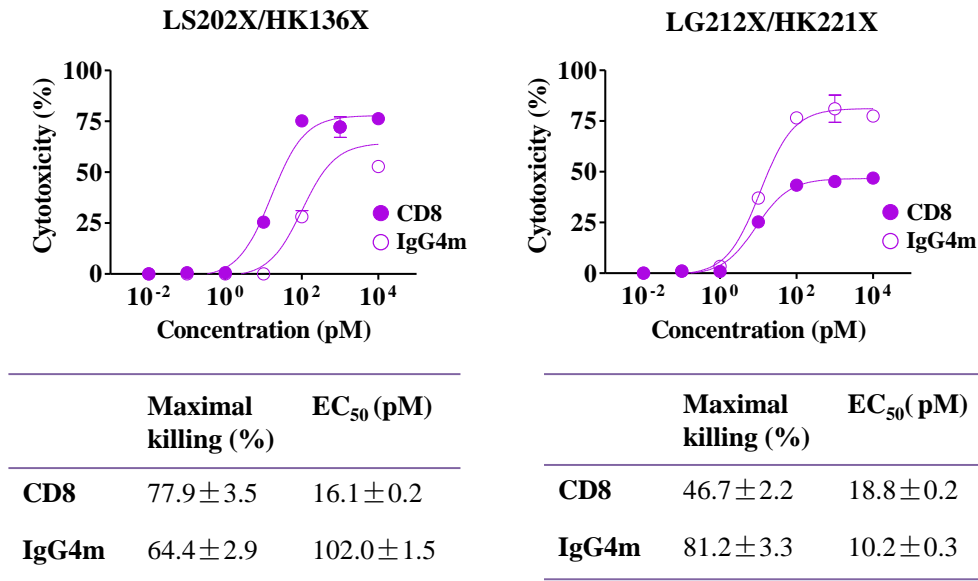 LS202X/HK136X
Cytotoxicity (%)
100
75
50
25
0
10⁻² 10⁰ 10² 10⁴
Concentration (pM)
CD8
IgG4m
LG212X/HK221X
Cytotoxicity (%)
100
75
50
25
0
10⁻² 10⁰ 10² 10⁴
Concentration (pM)
CD8
IgG4m
Maximal EC₅₀ (pM)
killing (%)
CD8 77.9±3.5 16.1±0.2
IgG4m 64.4±2.9 102.0±1.5
Maximal EC₅₀( pM)
killing (%)
CD8 46.7±2.2 18.8±0.2
IgG4m 81.2±3.3 10.2±0.3